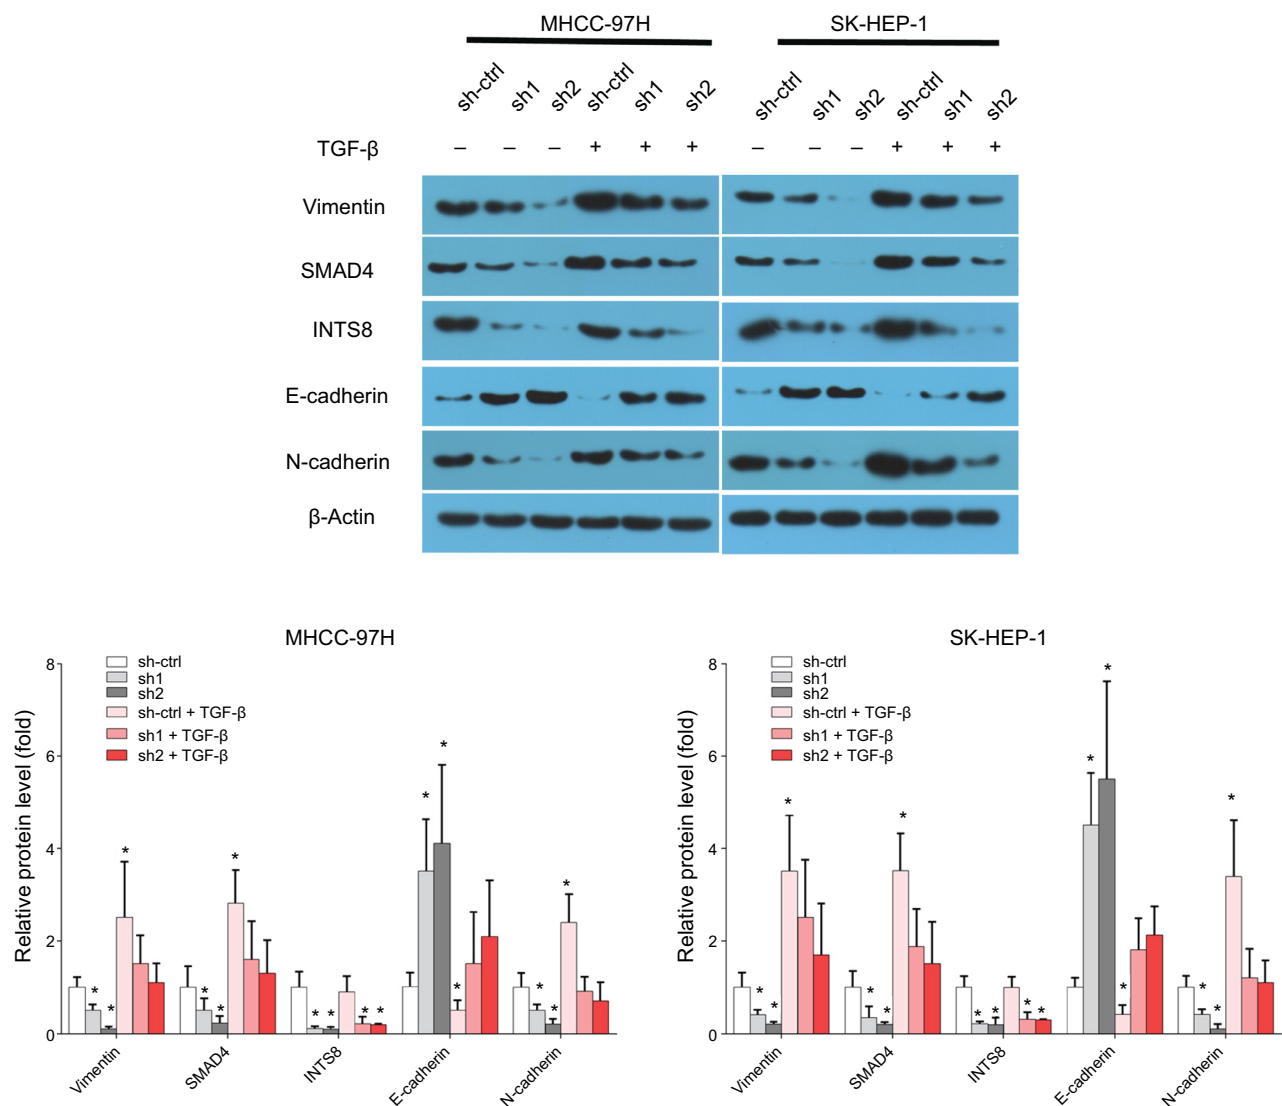 MHCC-97H SK-HEP-1
sh-ctrl sh1 sh2 sh-ctrl sh1 sh2 sh-ctrl sh1 sh2 sh-ctrl sh1 sh2
TGF-β – – – + + + – – – + + +
Vimentin
SMAD4
INTS8
E-cadherin
N-cadherin
β-Actin
MHCC-97H
Relative protein level (fold)
8
6
4
2
0
sh-ctrl
sh1
sh2
sh-ctrl + TGF-β
sh1 + TGF-β
sh2 + TGF-β
* * * * * * * * * * * * * * * *
Vimentin SMAD4 INTS8 E-cadherin N-cadherin
SK-HEP-1
Relative protein level (fold)
8
6
4
2
0
sh-ctrl
sh1
sh2
sh-ctrl + TGF-β
sh1 + TGF-β
sh2 + TGF-β
* * * * * * * * * * * * * * * *
Vimentin SMAD4 INTS8 E-cadherin N-cadherin